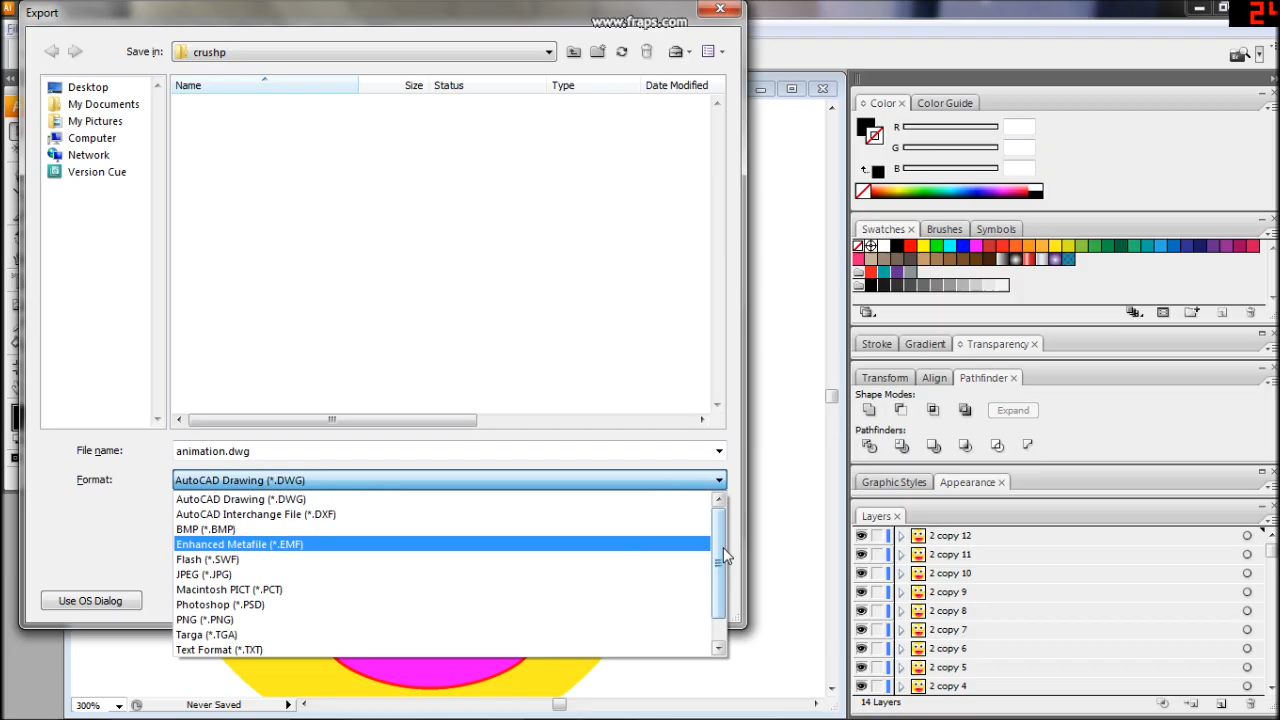 Export
www.fraps.com
Save in:
crushp
Desktop
My Documents
My Pictures
Computer
Network
Version Cue
Name
Size
Status
Type
Date Modified
File name:
animation.dwg
Format:
AutoCAD Drawing (*.DWG)
AutoCAD Drawing (*.DWG)
AutoCAD Interchange File (*.DXF)
BMP (*.BMP)
Enhanced Metafile (*.EMF)
Flash (*.SWF)
JPEG (*.JPG)
Macintosh PICT (*.PCT)
Photoshop (*.PSD)
PNG (*.PNG)
Targa (*.TGA)
Text Format (*.TXT)
Use OS Dialog
300%
Never Saved
Color
Color Guide
R
G
B
Swatches
Brushes
Symbols
Stroke
Gradient
Transparency
Transform
Align
Pathfinder
Shape Modes:
Expand
Pathfinders:
Graphic Styles
Appearance
Layers
2 copy 12
2 copy 11
2 copy 10
2 copy 9
2 copy 8
2 copy 7
2 copy 6
2 copy 5
2 copy 4
14 Layers